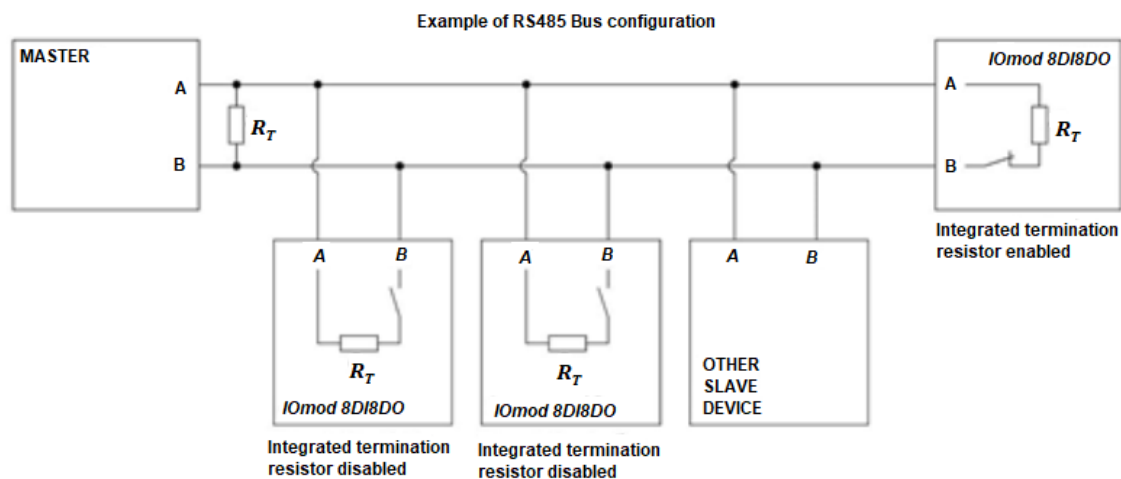 Example of RS485 Bus configuration
MASTER
A
B
R_T
IOmod 8DI8DO
A
B
R_T
Integrated termination
resistor enabled
A B
R_T
IOmod 8DI8DO
Integrated termination
resistor disabled
A B
R_T
IOmod 8DI8DO
Integrated termination
resistor disabled
A B
OTHER
SLAVE
DEVICE